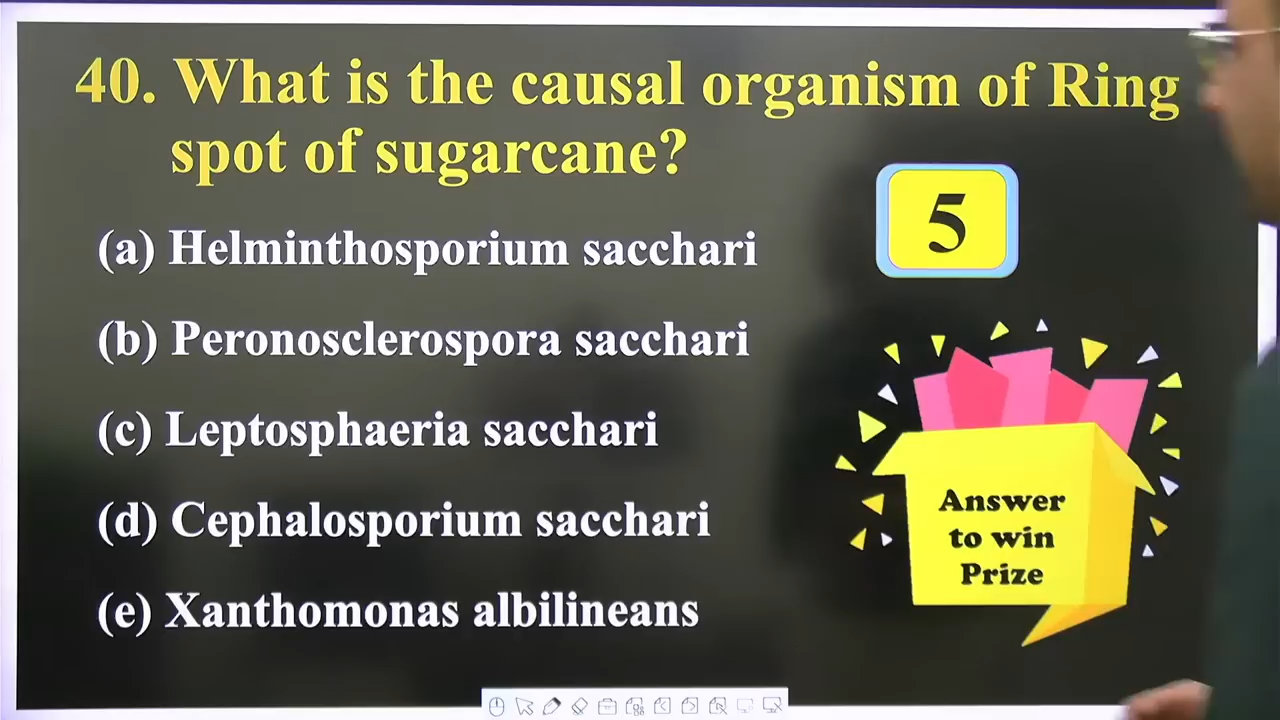 40. What is the causal organism of Ring
spot of sugarcane?
5
(a) Helminthosporium sacchari
(b) Peronosclerospora sacchari
(c) Leptosphaeria sacchari
(d) Cephalosporium sacchari
(e) Xanthomonas albilineans
Answer
to win
Prize